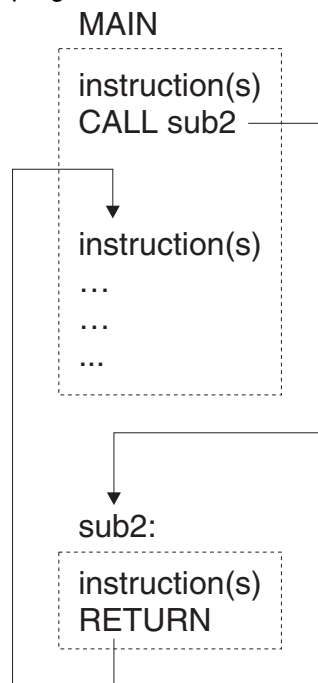 MAIN
instruction(s)
CALL sub2
instruction(s)
…
…
...
sub2:
instruction(s)
RETURN